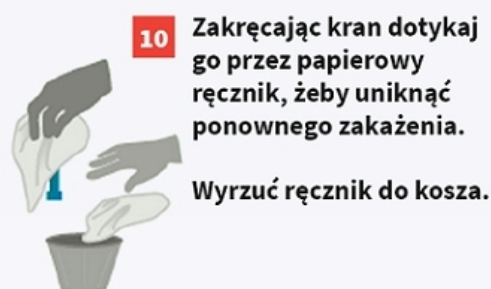 10
Zakręcając kran dotykaj
go przez papierowy
ręcznik, żeby uniknąć
ponownego zakażenia.
Wyrzuć ręcznik do kosza.